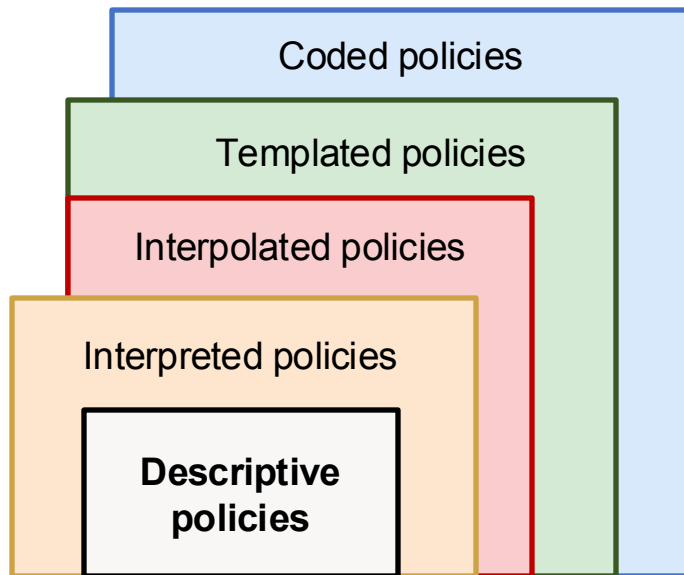 Coded policies
Templated policies
Interpolated policies
Interpreted policies
Descriptive
policies